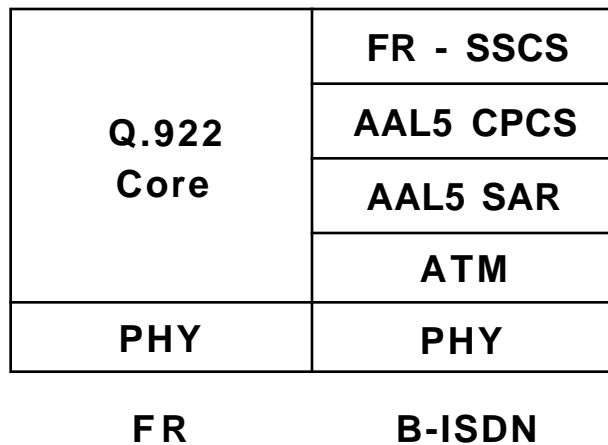 Q.922
Core
PHY
FR - SSCS
AAL5 CPCS
AAL5 SAR
ATM
PHY
FR
B-ISDN